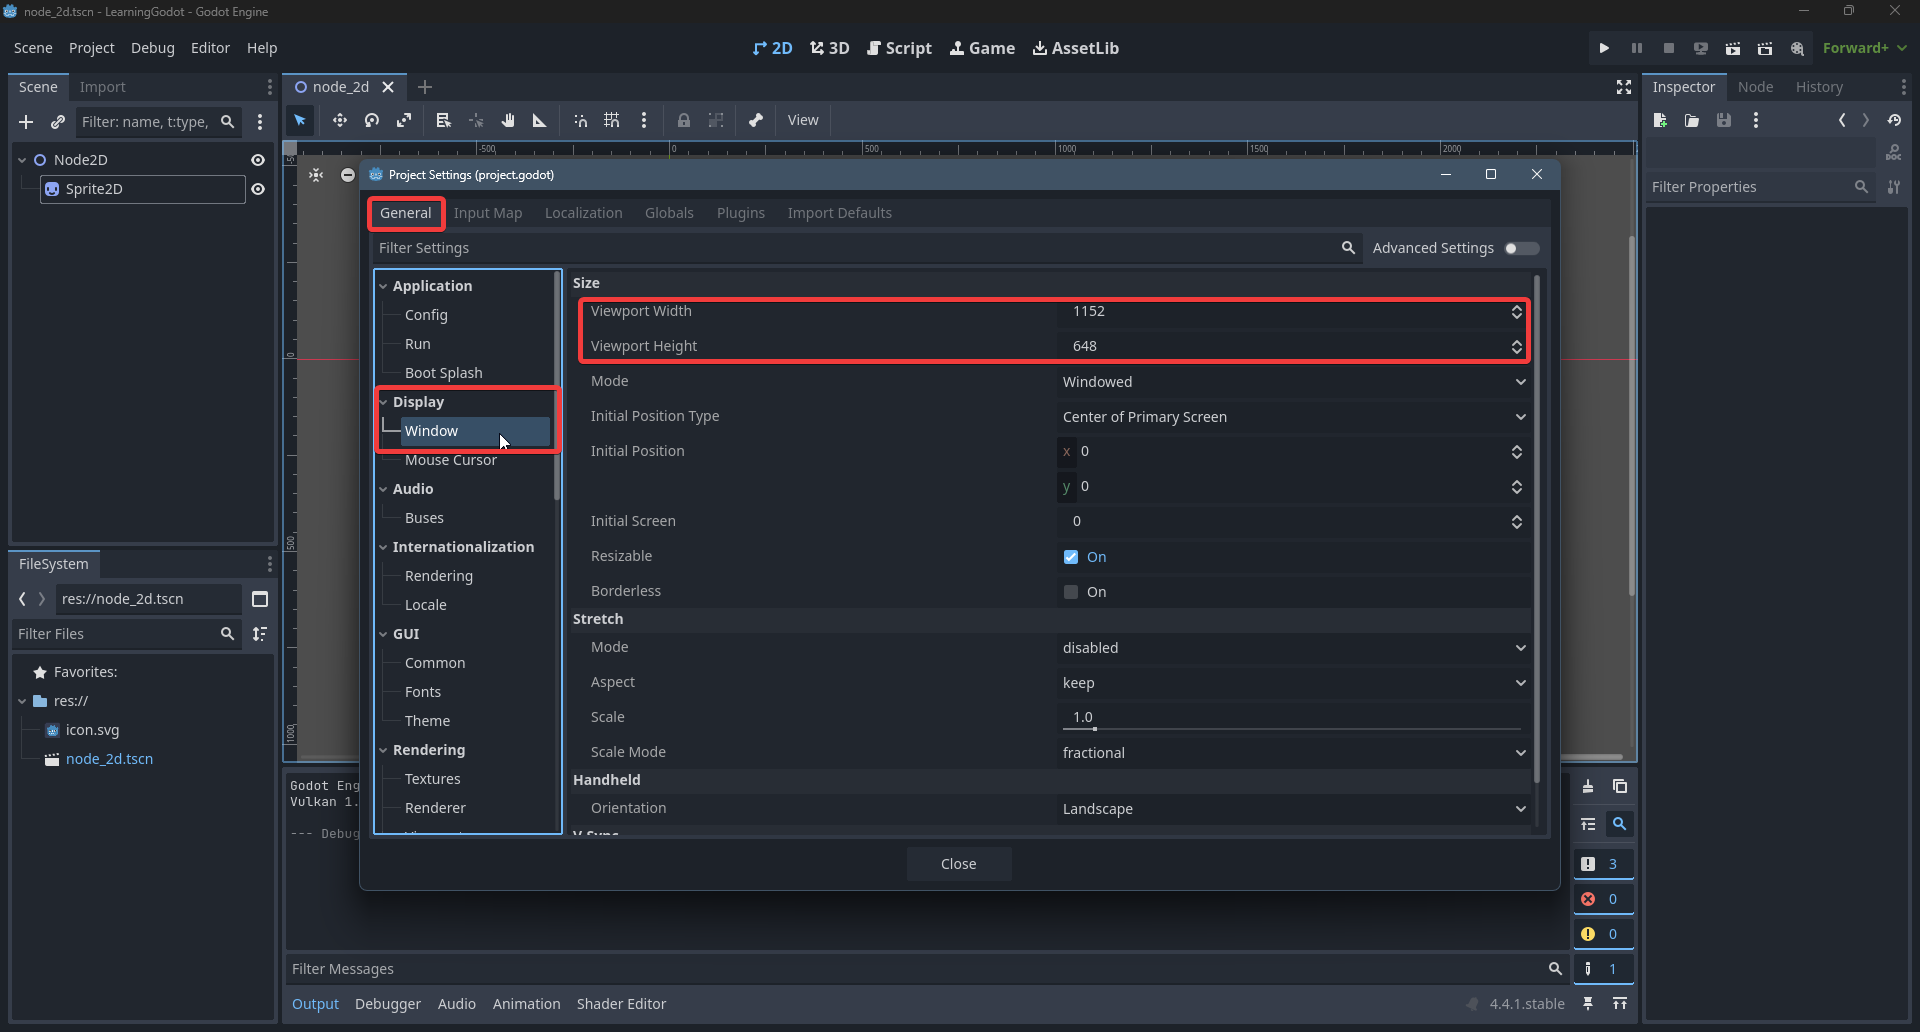 node_2d.tscn - LearningGodot - Godot Engine
Scene Project Debug Editor Help
2D 3D Script Game AssetLib
Forward+
Scene Import
Filter: name, t:type,
Node2D
Sprite2D
FileSystem
res://node_2d.tscn
Filter Files
Favorites:
res://
icon.svg
node_2d.tscn
node_2d
View
-500 0 500 1000 1500 2000
0
500
1000
Project Settings (project.godot)
General Input Map Localization Globals Plugins Import Defaults
Filter Settings
Advanced Settings
Application
Config
Run
Boot Splash
Display
Window
Mouse Cursor
Audio
Buses
Internationalization
Rendering
Locale
GUI
Common
Fonts
Theme
Rendering
Textures
Renderer
Size
Viewport Width 1152
Viewport Height 648
Mode Windowed
Initial Position Type Center of Primary Screen
Initial Position x 0
y 0
Initial Screen 0
Resizable On
Borderless On
Stretch
Mode disabled
Aspect keep
Scale 1.0
Scale Mode fractional
Handheld
Orientation Landscape
V-Sync
Close
Godot Eng
Vulkan 1.
--- Debug
3
0
0
1
Filter Messages
Output Debugger Audio Animation Shader Editor
4.4.1.stable
Inspector Node History
Filter Properties